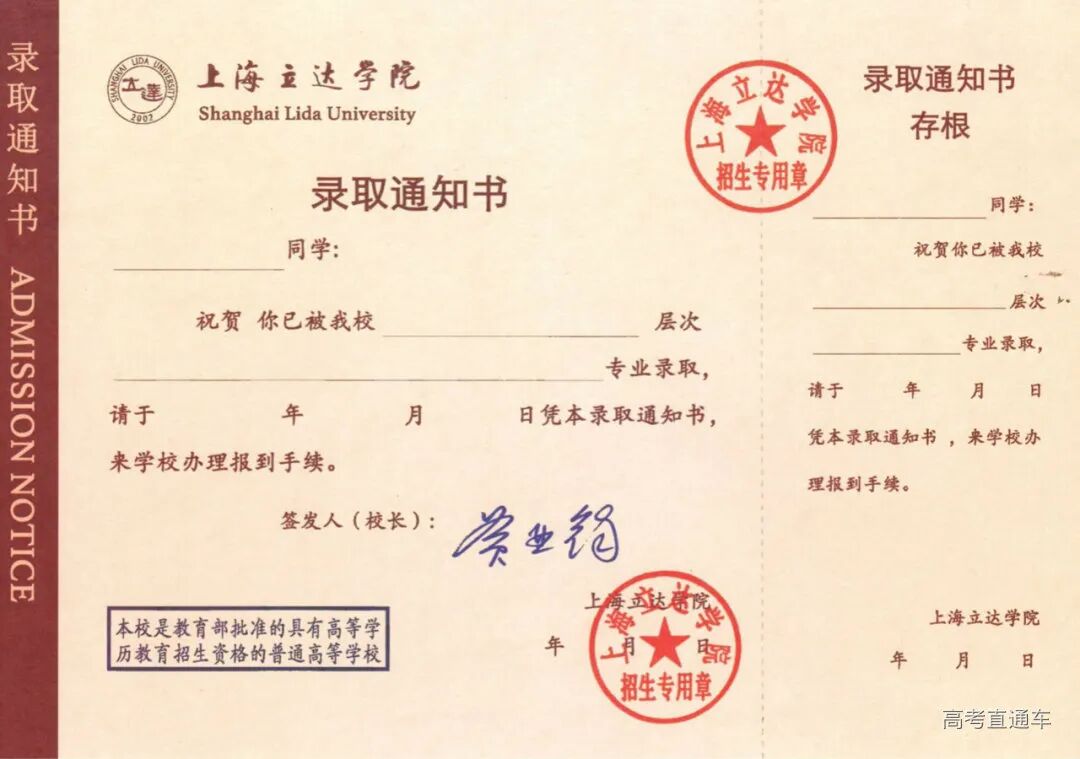 录取通知书 ADMISSION NOTICE
SHANGHAI LIDA UNIVERSITY
立达
2002
上海立达学院
Shanghai Lida University
录取通知书
同学：
祝贺 你已被我校 层次
专业录取，
请于 年 月 日凭本录取通知书，
来学校办理报到手续。
签发人（校长）：
黄亚钧
上海立达学院
年 月 日
上海立达学院
招生专用章
本校是教育部批准的具有高等学
历教育招生资格的普通高等学校
上海立达学院
招生专用章
录取通知书
存根
同学：
祝贺你已被我校
层次
专业录取，
请于 年 月 日
凭本录取通知书 ，来学校办
理报到手续。
上海立达学院
年 月 日
高考直通车